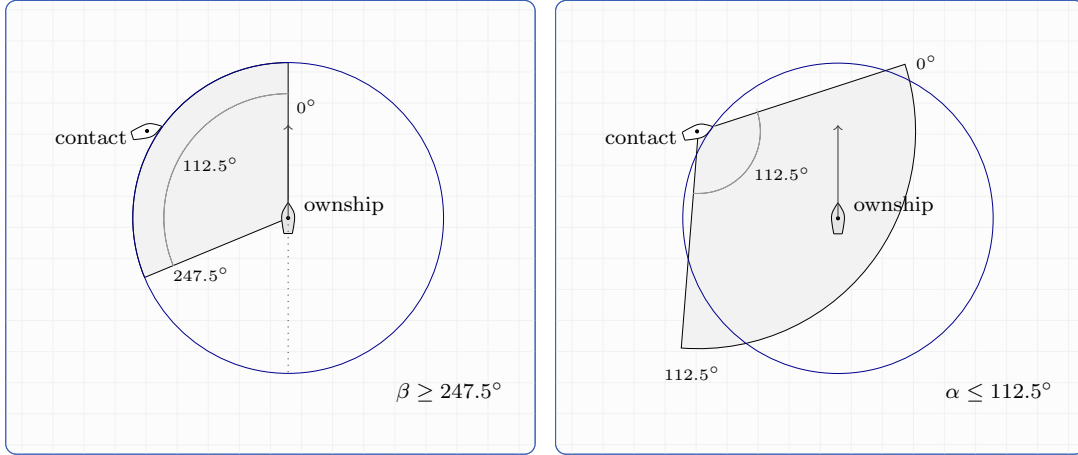 0°
contact
112.5°
ownship
247.5°
β ≥ 247.5°
0°
contact
112.5°
ownship
112.5°
α ≤ 112.5°